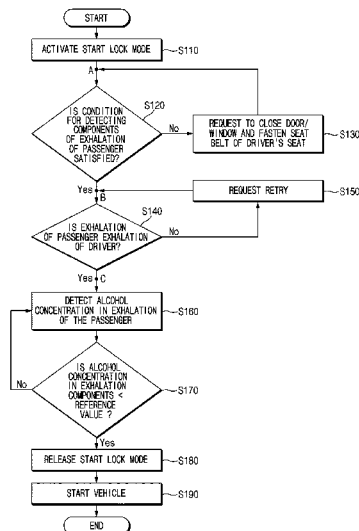 START
ACTIVATE START LOCK MODE
S110
A
IS CONDITION
FOR DETECTING
COMPONENTS
OF EXHALATION
OF PASSENGER
SATISFIED?
S120
No
REQUEST TO CLOSE DOOR/
WINDOW AND FASTEN SEAT
BELT OF DRIVER'S SEAT
S130
Yes
B
REQUEST RETRY
S150
S140
IS EXHALATION
OF PASSENGER EXHALATION
OF DRIVER?
No
Yes
C
DETECT ALCOHOL
CONCENTRATION IN EXHALATION
OF THE PASSENGER
S160
No
IS ALCOHOL
CONCENTRATION
IN EXHALATION
COMPONENTS <
REFERENCE
VALUE ?
S170
Yes
RELEASE START LOCK MODE
S180
START VEHICLE
S190
END